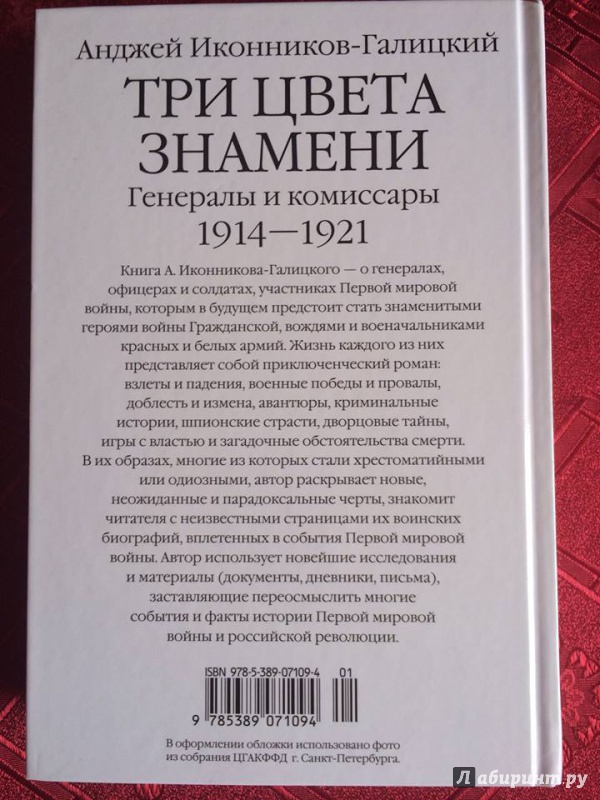 Анджей Иконников-Галицкий
ТРИ ЦВЕТА
ЗНАМЕНИ
Генералы и комиссары
1914—1921
Книга А. Иконникова-Галицкого — о генералах,
офицерах и солдатах, участниках Первой мировой
войны, которым в будущем предстоит стать знаменитыми
героями войны Гражданской, вождями и военачальниками
красных и белых армий. Жизнь каждого из них
представляет собой приключенческий роман:
взлеты и падения, военные победы и провалы,
доблесть и измена, авантюры, криминальные
истории, шпионские страсти, дворцовые тайны,
игры с властью и загадочные обстоятельства смерти.
В их образах, многие из которых стали хрестоматийными
или одиозными, автор раскрывает новые,
неожиданные и парадоксальные черты, знакомит
читателя с неизвестными страницами их воинских
биографий, вплетенных в события Первой мировой
войны. Автор использует новейшие исследования
и материалы (документы, дневники, письма),
заставляющие переосмыслить многие
события и факты истории Первой мировой
войны и российской революции.
ISBN 978-5-389-07109-4 01
9 785389 071094
В оформлении обложки использовано фото
из собрания ЦГАКФФД г. Санкт-Петербурга.
Лабиринт.ру